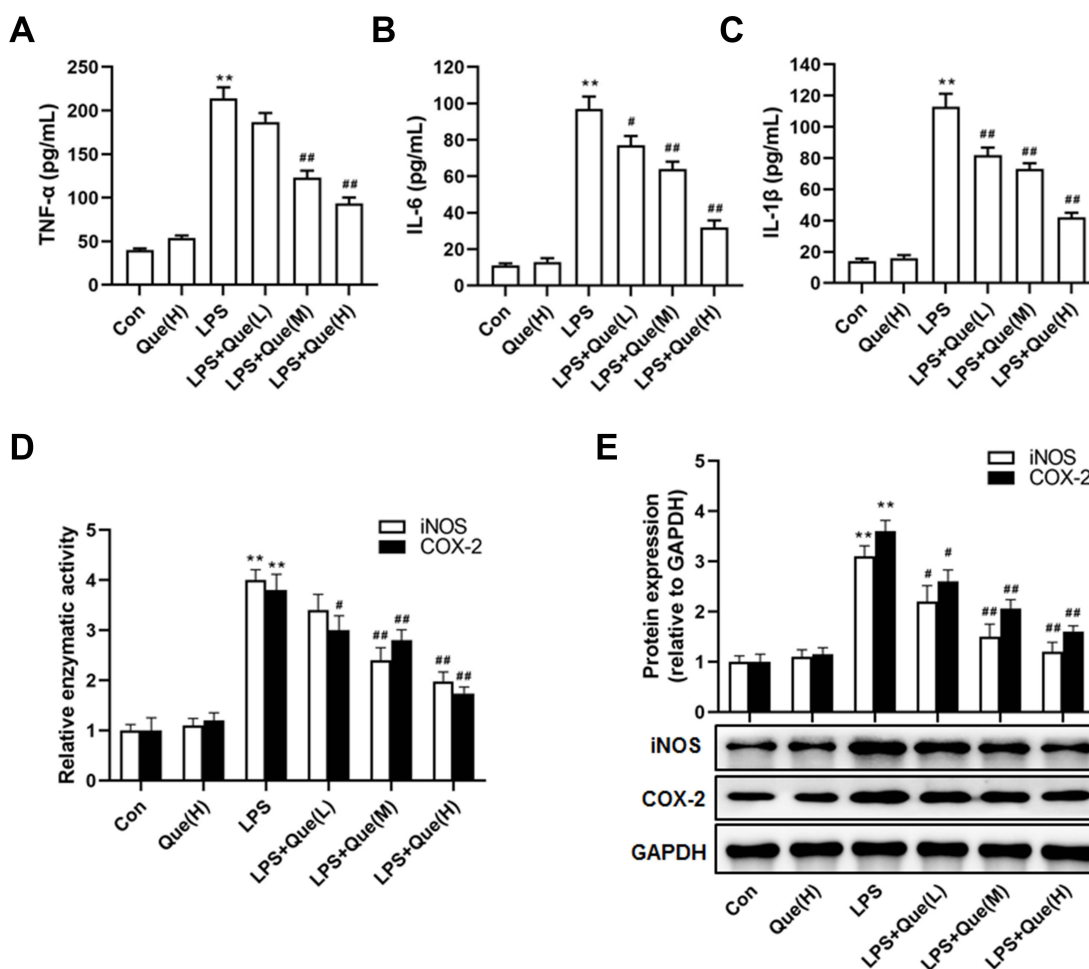 A
TNF-α (pg/mL)
250
200
150
100
50
0
**
##
##
Con
Que(H)
LPS
LPS+Que(L)
LPS+Que(M)
LPS+Que(H)
B
IL-6 (pg/mL)
120
100
80
60
40
20
0
**
#
##
##
Con
Que(H)
LPS
LPS+Que(L)
LPS+Que(M)
LPS+Que(H)
C
IL-1β (pg/mL)
140
120
100
80
60
40
20
0
**
##
##
##
Con
Que(H)
LPS
LPS+Que(L)
LPS+Que(M)
LPS+Que(H)
D
Relative enzymatic activity
5
4
3
2
1
0
iNOS
COX-2
** **
#
## ##
## ##
Con
Que(H)
LPS
LPS+Que(L)
LPS+Que(M)
LPS+Que(H)
E
Protein expression
(relative to GAPDH)
5
4
3
2
1
0
iNOS
COX-2
** **
# #
## ##
## ##
iNOS
COX-2
GAPDH
Con
Que(H)
LPS
LPS+Que(L)
LPS+Que(M)
LPS+Que(H)